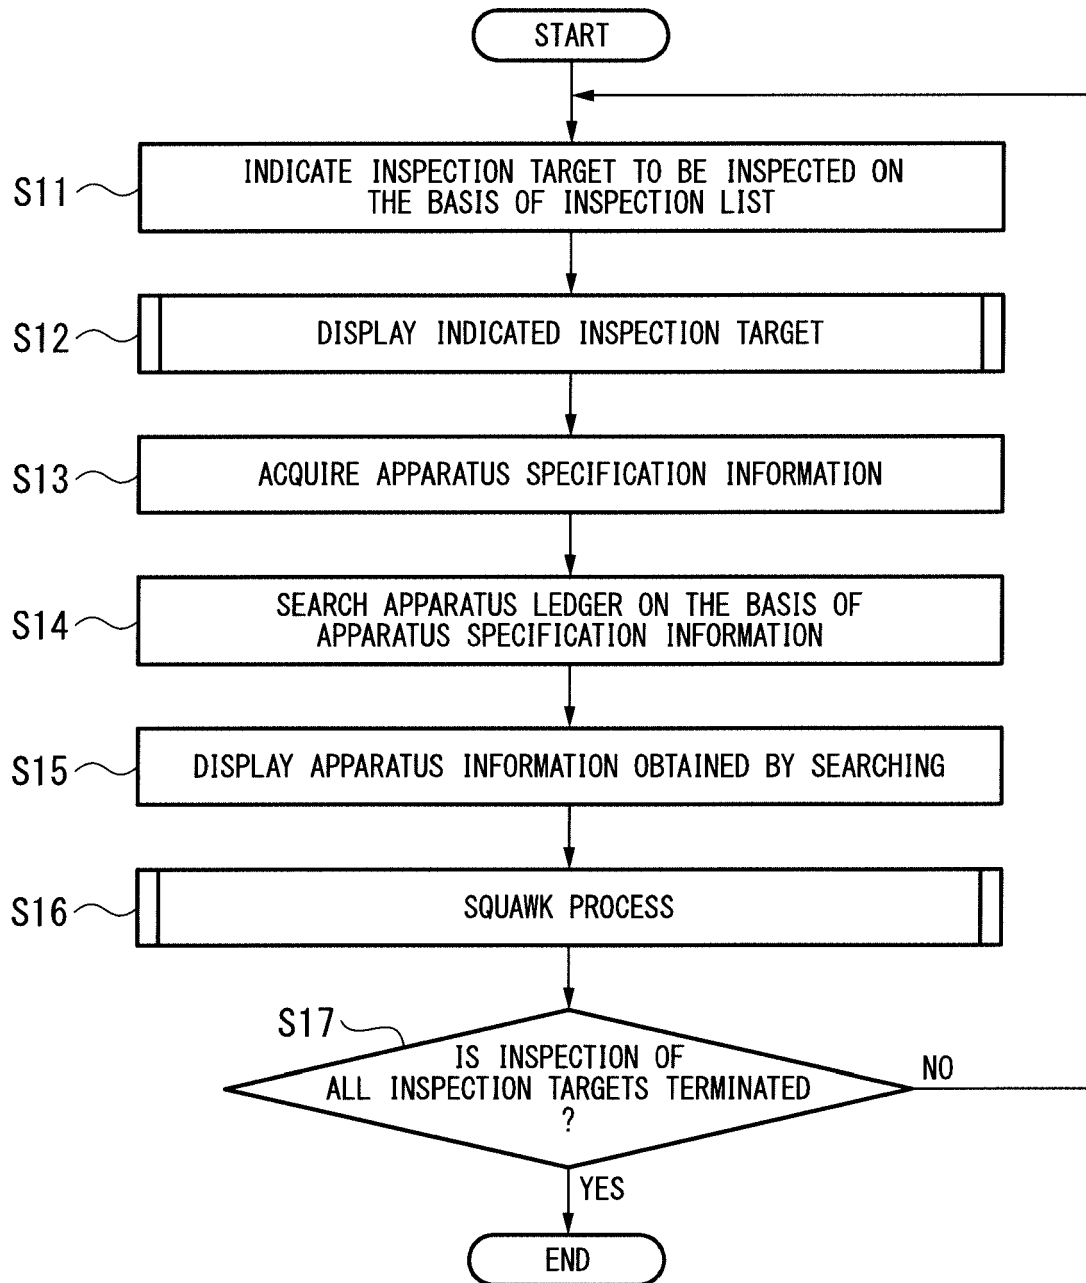 START
S11
INDICATE INSPECTION TARGET TO BE INSPECTED ON
THE BASIS OF INSPECTION LIST
S12
DISPLAY INDICATED INSPECTION TARGET
S13
ACQUIRE APPARATUS SPECIFICATION INFORMATION
S14
SEARCH APPARATUS LEDGER ON THE BASIS OF
APPARATUS SPECIFICATION INFORMATION
S15
DISPLAY APPARATUS INFORMATION OBTAINED BY SEARCHING
S16
SQUAWK PROCESS
S17
IS INSPECTION OF
ALL INSPECTION TARGETS TERMINATED
?
NO
YES
END